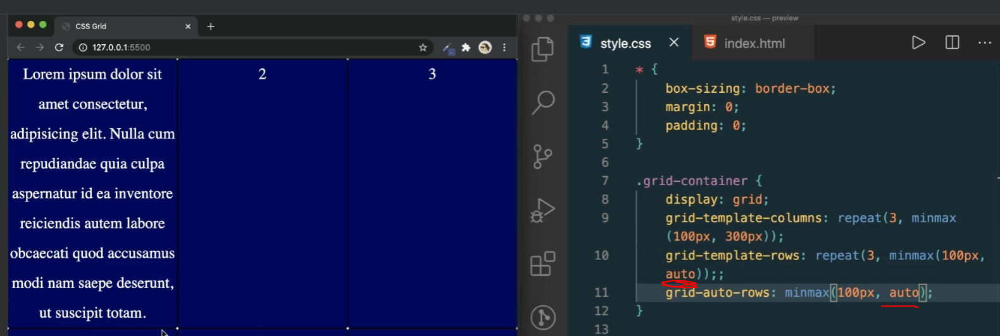 CSS Grid
127.0.0.1:5500
Lorem ipsum dolor sit
amet consectetur,
adipisicing elit. Nulla cum
repudiandae quia culpa
aspernatur id ea inventore
reiciendis autem labore
obcaecati quod accusamus
modi nam saepe deserunt,
ut suscipit totam.
2
3
style.css — preview
style.css
index.html
1 * {
2 box-sizing: border-box;
3 margin: 0;
4 padding: 0;
5 }
6
7 .grid-container {
8 display: grid;
9 grid-template-columns: repeat(3, minmax
(100px, 300px));
10 grid-template-rows: repeat(3, minmax(100px,
auto));;
11 grid-auto-rows: minmax(100px, auto);
12 }
13